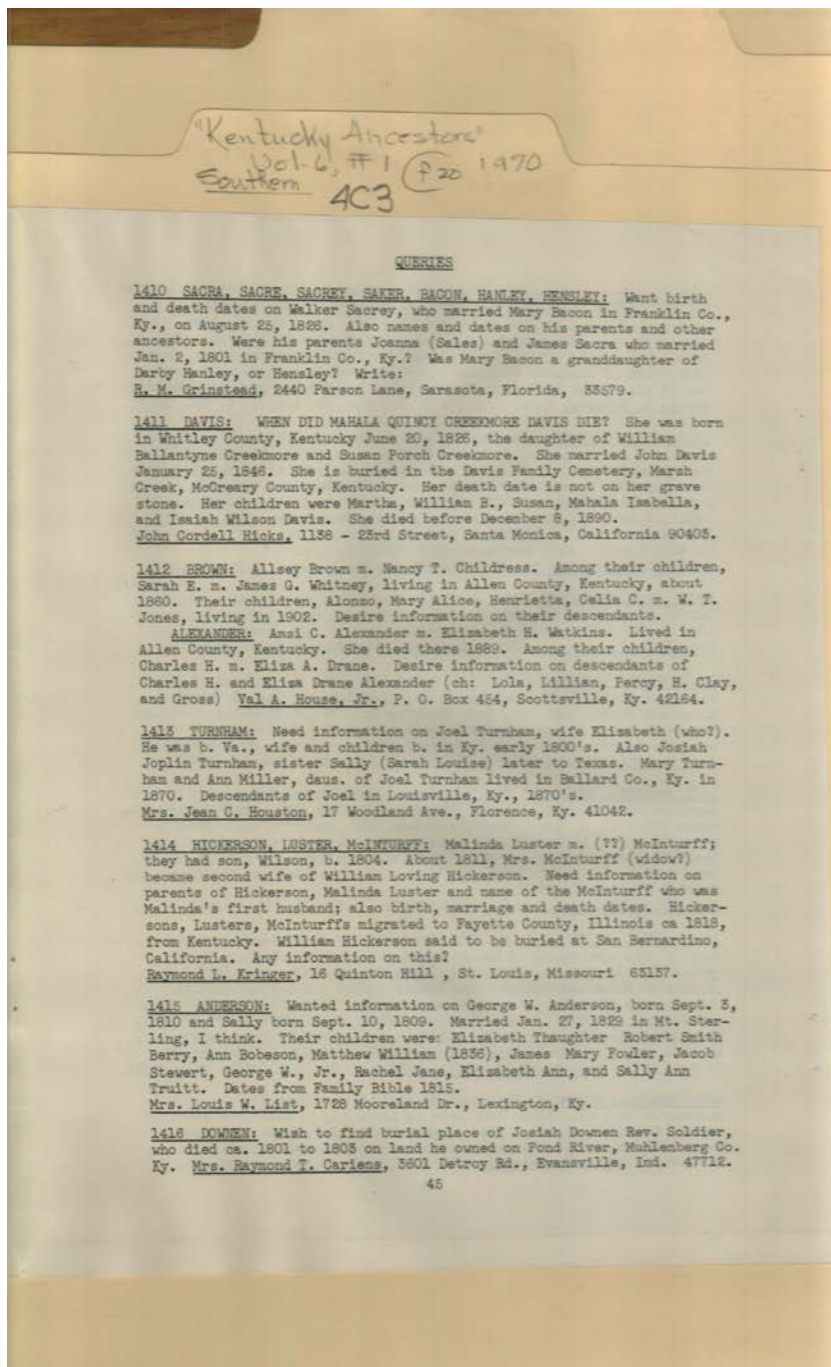 "Kentucky Ancestors"
Vol-6, #1 p 20 1970
Southern
4C3
QUERIES
1410 SACRA, SACRE, SACREY, SAKER, BACON, HANLEY, HENSLEY: Want birth
and death dates on Walker Sacrey, who married Mary Bacon in Franklin Co.,
Ky., on August 25, 1826. Also names and dates on his parents and other
ancestors. Were his parents Joanna (Sales) and James Sacra who married
Jan. 2, 1801 in Franklin Co., Ky.? Was Mary Bacon a granddaughter of
Darby Hanley, or Hensley? Write:
R. M. Grinstead, 2440 Parson Lane, Sarasota, Florida, 33579.
1411 DAVIS: WHEN DID MAHALA QUINCY CREEKMORE DAVIS DIE? She was born
in Whitley County, Kentucky June 20, 1826, the daughter of William
Ballantyne Creekmore and Susan Porch Creekmore. She married John Davis
January 25, 1846. She is buried in the Davis Family Cemetery, Marsh
Creek, McCreary County, Kentucky. Her death date is not on her grave
stone. Her children were Martha, William B., Susan, Mahala Isabella,
and Isaiah Wilson Davis. She died before December 8, 1890.
John Cordell Hicks, 1138 - 23rd Street, Santa Monica, California 90403.
1412 BROWN: Allsey Brown m. Nancy T. Childress. Among their children,
Sarah E. m. James G. Whitney, living in Allen County, Kentucky, about
1860. Their children, Alonzo, Mary Alice, Henrietta, Celia C. m. W. T.
Jones, living in 1902. Desire information on their descendants.
ALEXANDER: Amzi C. Alexander m. Elizabeth H. Watkins. Lived in
Allen County, Kentucky. She died there 1889. Among their children,
Charles H. m. Eliza A. Drane. Desire information on descendants of
Charles H. and Eliza Drane Alexander (ch: Lola, Lillian, Percy, H. Clay,
and Gross) Val A. House, Jr., P. O. Box 454, Scottsville, Ky. 42164.
1413 TURNHAM: Need information on Joel Turnham, wife Elizabeth (who?).
He was b. Va., wife and children b. in Ky. early 1800's. Also Josiah
Joplin Turnham, sister Sally (Sarah Louise) later to Texas. Mary Turn-
ham and Ann Miller, daus. of Joel Turnham lived in Ballard Co., Ky. in
1870. Descendants of Joel in Louisville, Ky., 1870's.
Mrs. Jean C. Houston, 17 Woodland Ave., Florence, Ky. 41042.
1414 HICKERSON, LUSTER, McINTURFF: Malinda Luster m. (??) McInturff;
they had son, Wilson, b. 1804. About 1811, Mrs. McInturff (widow?)
became second wife of William Loving Hickerson. Need information on
parents of Hickerson, Malinda Luster and name of the McInturff who was
Malinda's first husband; also birth, marriage and death dates. Hicker-
sons, Lusters, McInturffs migrated to Fayette County, Illinois ca 1818,
from Kentucky. William Hickerson said to be buried at San Bernardino,
California. Any information on this?
Raymond L. Kringer, 16 Quinton Hill , St. Louis, Missouri 63137.
1415 ANDERSON: Wanted information on George W. Anderson, born Sept. 3,
1810 and Sally born Sept. 10, 1809. Married Jan. 27, 1829 in Mt. Ster-
ling, I think. Their children were: Elizabeth Thaughter Robert Smith
Berry, Ann Bobeson, Matthew William (1836), James Mary Fowler, Jacob
Stewert, George W., Jr., Rachel Jane, Elizabeth Ann, and Sally Ann
Truitt. Dates from Family Bible 1815.
Mrs. Louis W. List, 1728 Mooreland Dr., Lexington, Ky.
1416 DOWNEN: Wish to find burial place of Josiah Downen Rev. Soldier,
who died ca. 1801 to 1803 on land he owned on Pond River, Muhlenberg Co.
Ky. Mrs. Raymond T. Cariens, 3601 Detroy Rd., Evansville, Ind. 47712.
45